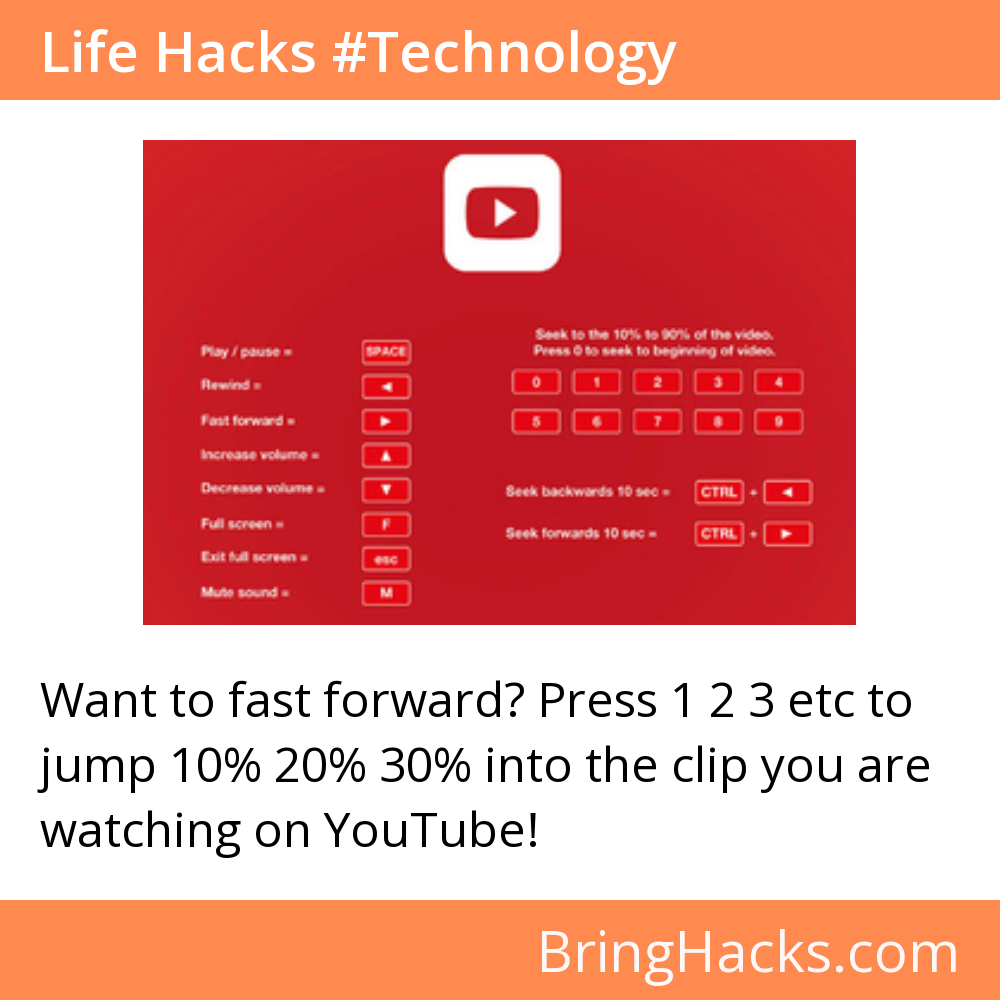 Life Hacks #Technology
Seek to the 10% to 90% of the video.
Press 0 to seek to beginning of video.
Play / pause = SPACE
0 1 2 3 4
Rewind = ◀
Fast forward = ▶
5 6 7 8 9
Increase volume = ▲
Decrease volume = ▼
Seek backwards 10 sec = CTRL + ◀
Full screen = F
Seek forwards 10 sec = CTRL + ▶
Exit full screen = esc
Mute sound = M
Want to fast forward? Press 1 2 3 etc to
jump 10% 20% 30% into the clip you are
watching on YouTube!
BringHacks.com